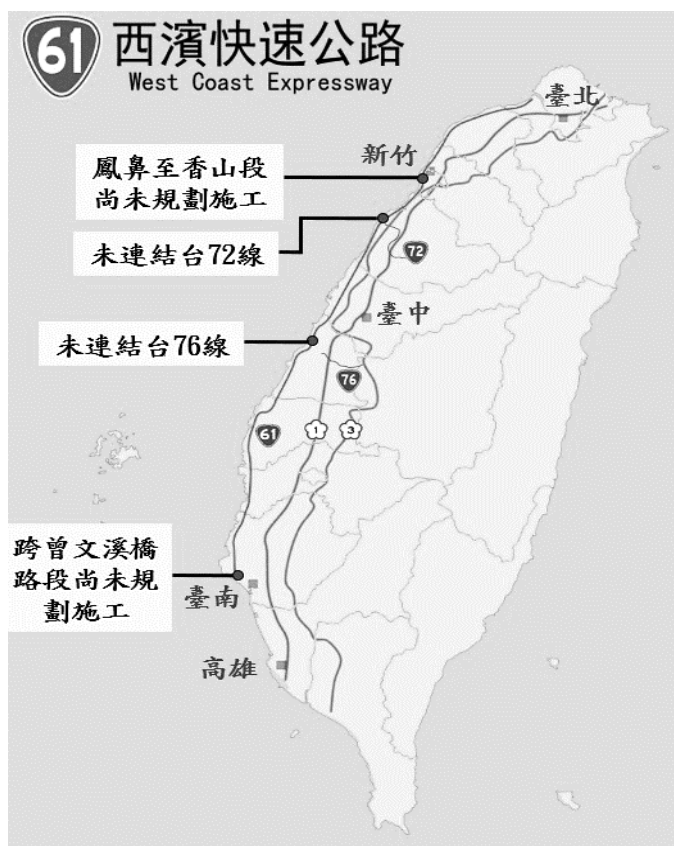 61 西濱快速公路
West Coast Expressway
臺北
新竹
鳳鼻至香山段
尚未規劃施工
未連結台72線
72
臺中
未連結台76線
76
61
1
3
跨曾文溪橋
路段尚未規
劃施工
臺南
高雄